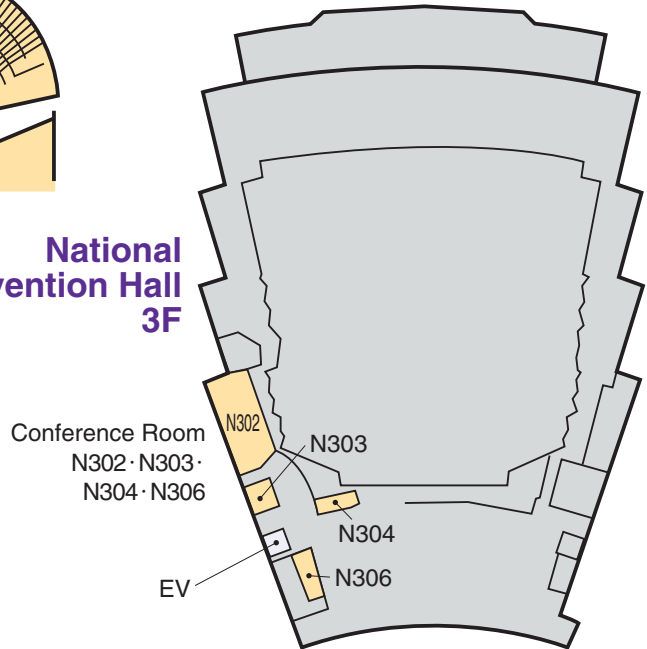 National
vention Hall
3F
N302
Conference Room
N302·N303·
N304·N306
N303
N304
EV
N306